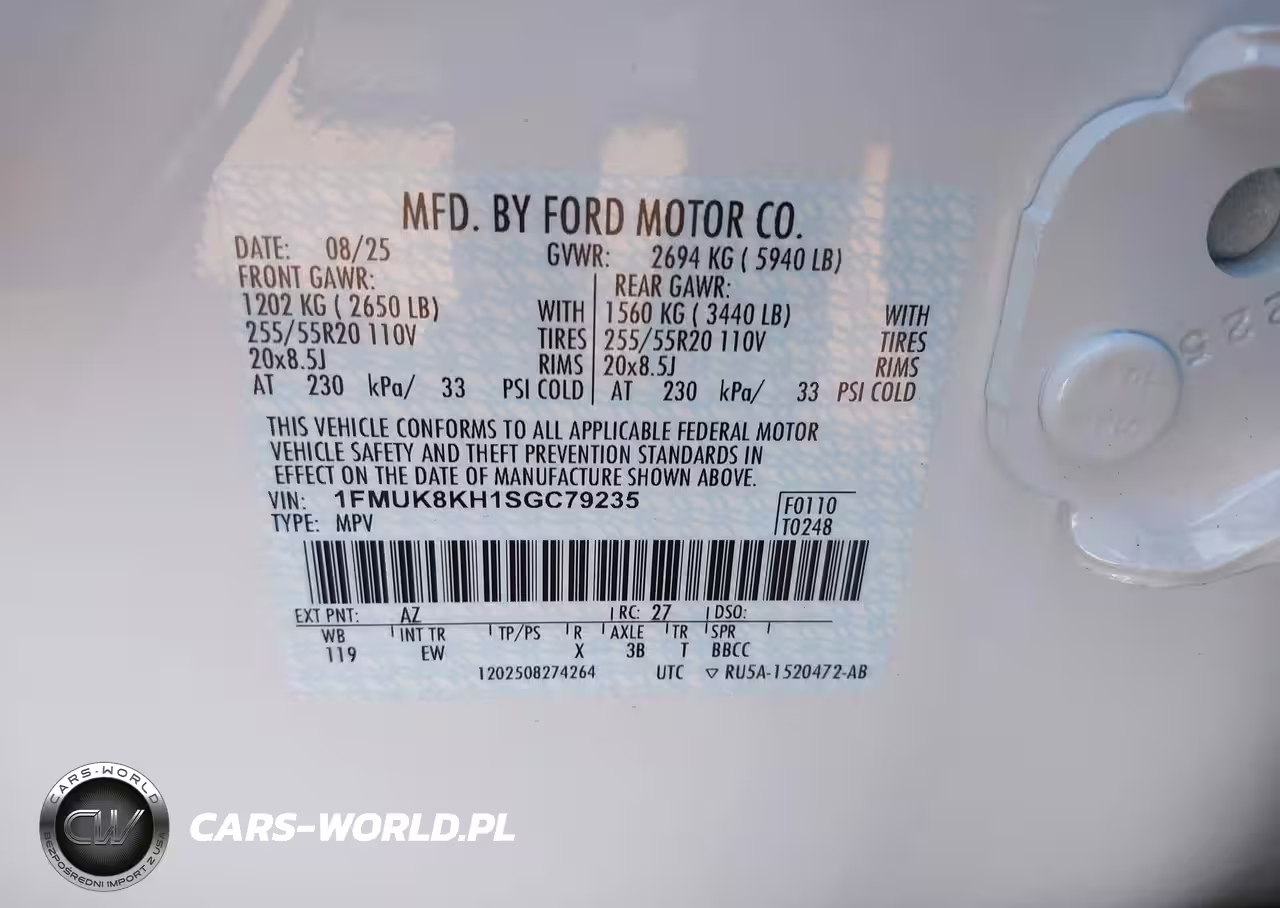 MFD. BY FORD MOTOR CO.
DATE: 08/25 GVWR: 2694 KG ( 5940 LB)
FRONT GAWR: REAR GAWR:
1202 KG ( 2650 LB) WITH 1560 KG ( 3440 LB) WITH
255/55R20 110V TIRES 255/55R20 110V TIRES
20x8.5J RIMS 20x8.5J RIMS
AT 230 kPa/ 33 PSI COLD AT 230 kPa/ 33 PSI COLD
THIS VEHICLE CONFORMS TO ALL APPLICABLE FEDERAL MOTOR
VEHICLE SAFETY AND THEFT PREVENTION STANDARDS IN
EFFECT ON THE DATE OF MANUFACTURE SHOWN ABOVE.
VIN: 1FMUK8KH1SGC79235 F0110
TYPE: MPV T0248
EXT PNT: AZ RC: 27 DSO:
WB INT TR TP/PS R AXLE TR SPR
119 EW X 3B T BBCC
1202508274264 UTC ▽ RU5A-1520472-AB
225
CARS-WORLD
CW
BEZPOŚREDNI IMPORT Z USA
CARS-WORLD.PL